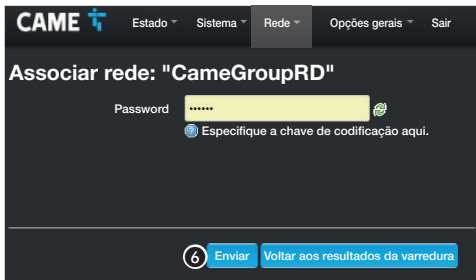 CAME Estado Sistema Rede Opções gerais Sair
Associar rede: "CameGroupRD"
Password ••••••
Especifique a chave de codificação aqui.
6 Enviar Voltar aos resultados da varredura